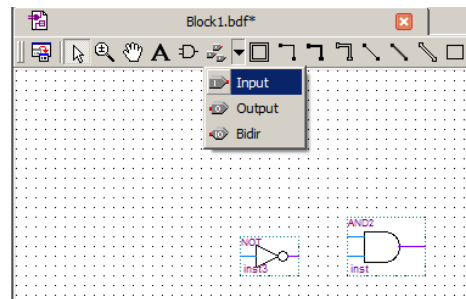 Block1.bdf*
A
Input
Output
Bidir
AND2
NOT
inst3
inst